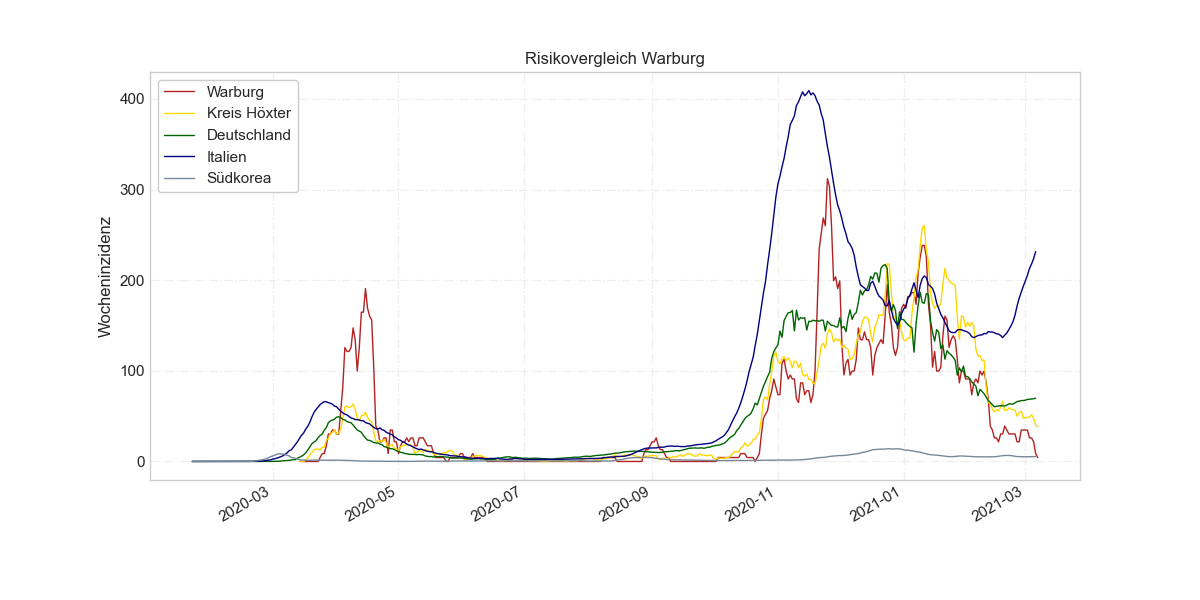 Risikovergleich Warburg
Wocheninzidenz
400
300
200
100
0
Warburg
Kreis Höxter
Deutschland
Italien
Südkorea
2020-03
2020-05
2020-07
2020-09
2020-11
2021-01
2021-03